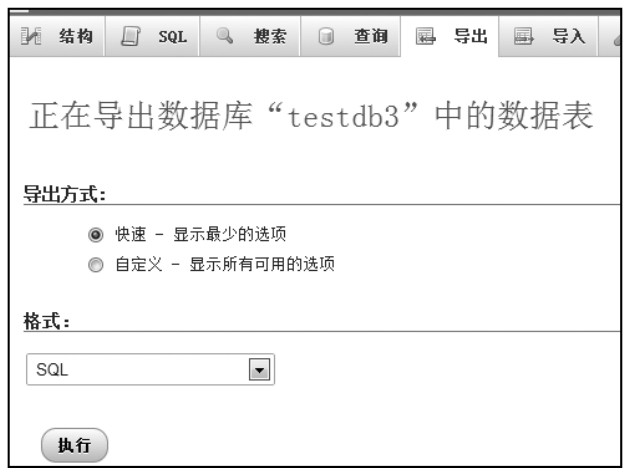 结构 SQL 搜索 查询 导出 导入
正在导出数据库“testdb3”中的数据表
导出方式：
快速 - 显示最少的选项
自定义 - 显示所有可用的选项
格式：
SQL
执行